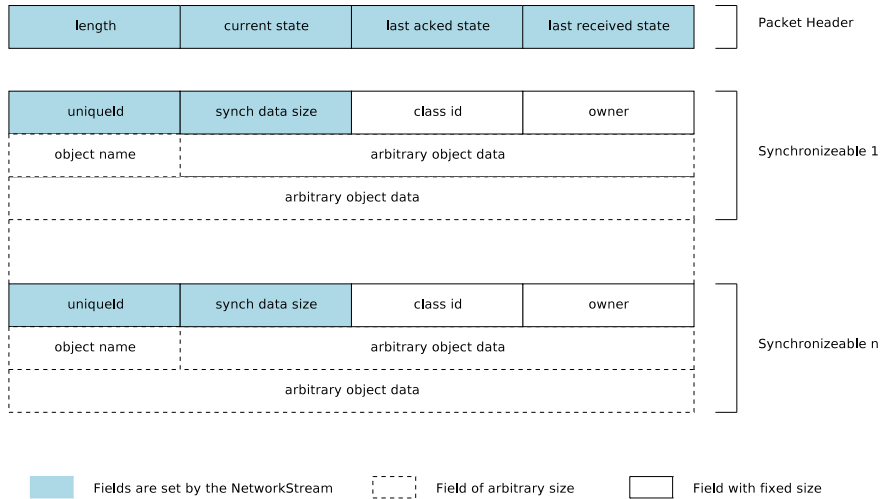 length current state last acked state last received state Packet Header
uniqueId synch data size class id owner
object name arbitrary object data Synchronizeable 1
arbitrary object data
uniqueId synch data size class id owner
object name arbitrary object data Synchronizeable n
arbitrary object data
Fields are set by the NetworkStream Field of arbitrary size Field with fixed size